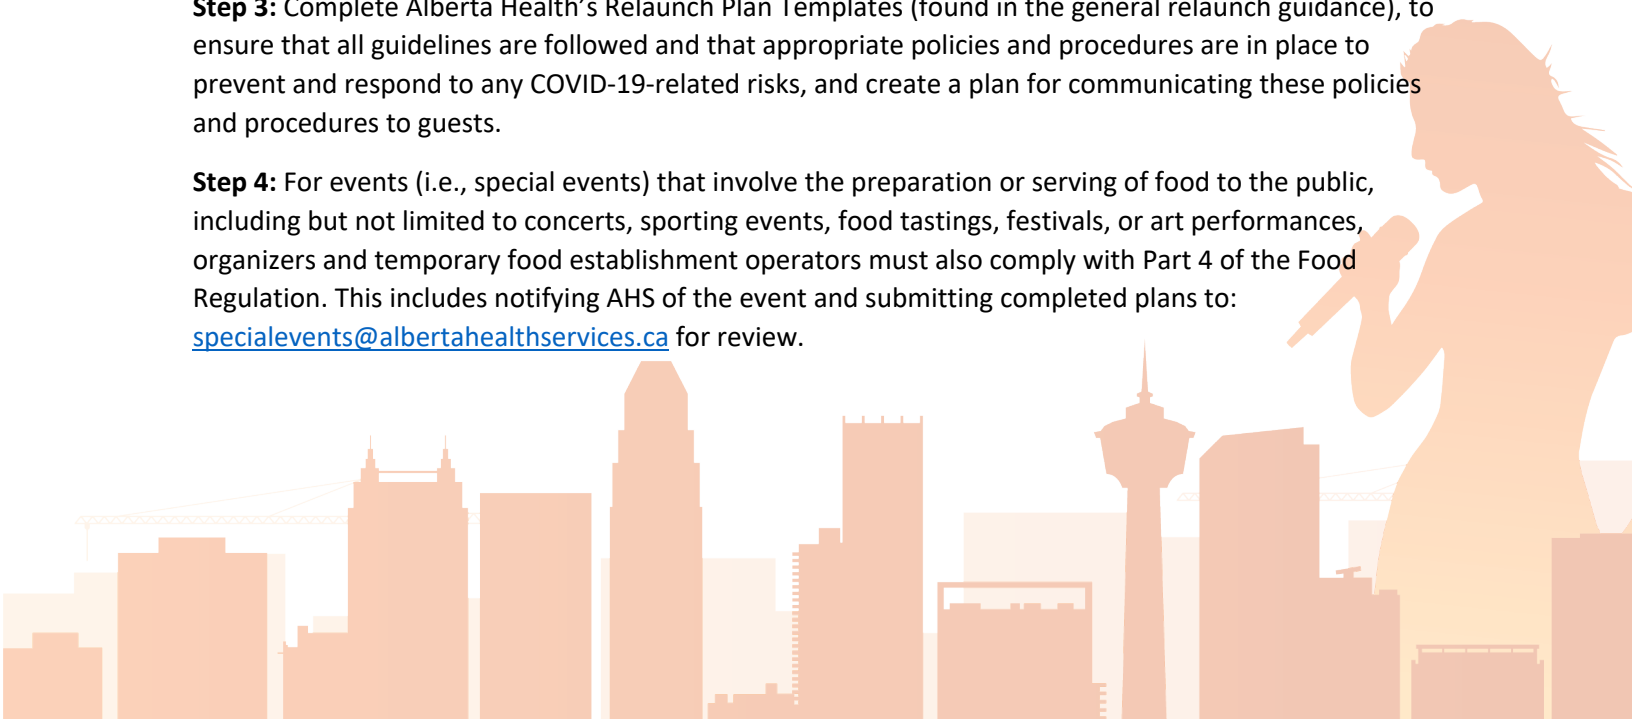 Step 3: Complete Alberta Health’s Relaunch Plan Templates (found in the general relaunch guidance), to
ensure that all guidelines are followed and that appropriate policies and procedures are in place to
prevent and respond to any COVID-19-related risks, and create a plan for communicating these policies
and procedures to guests.
Step 4: For events (i.e., special events) that involve the preparation or serving of food to the public,
including but not limited to concerts, sporting events, food tastings, festivals, or art performances,
organizers and temporary food establishment operators must also comply with Part 4 of the Food
Regulation. This includes notifying AHS of the event and submitting completed plans to:
specialevents@albertahealthservices.ca for review.